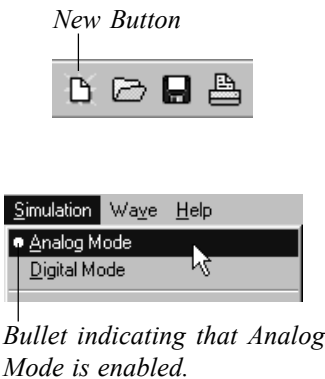 New Button
Simulation Wave Help
Analog Mode
Digital Mode
Bullet indicating that Analog
Mode is enabled.